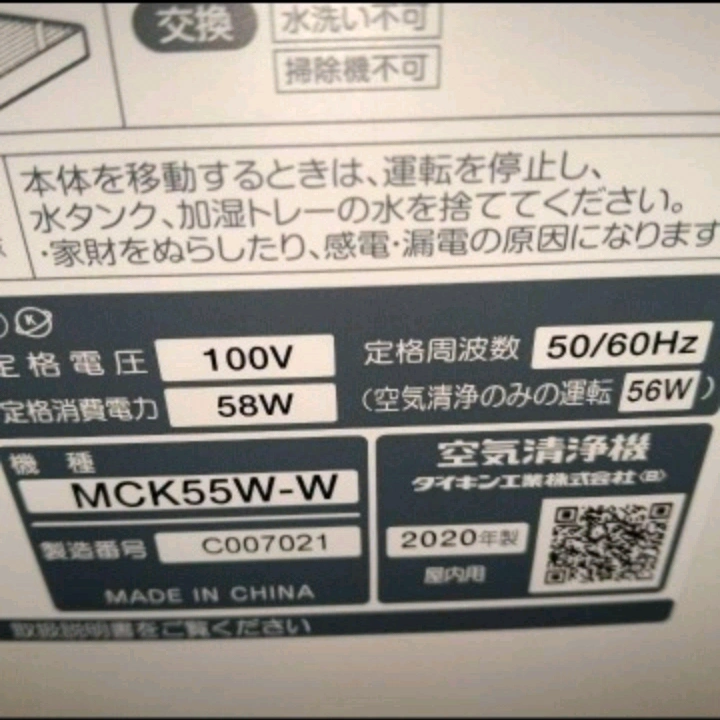 交換
水洗い不可
掃除機不可
本体を移動するときは、運転を停止し、
水タンク、加湿トレーの水を捨ててください。
・家財をぬらしたり、感電・漏電の原因になります
定格電圧 100V 定格周波数 50/60Hz
定格消費電力 58W (空気清浄のみの運転 56W)
機種
MCK55W-W
製造番号 C007021
MADE IN CHINA
空気清浄機
ダイキン工業株式会社
2020年製
屋内用
取扱説明書をご覧ください